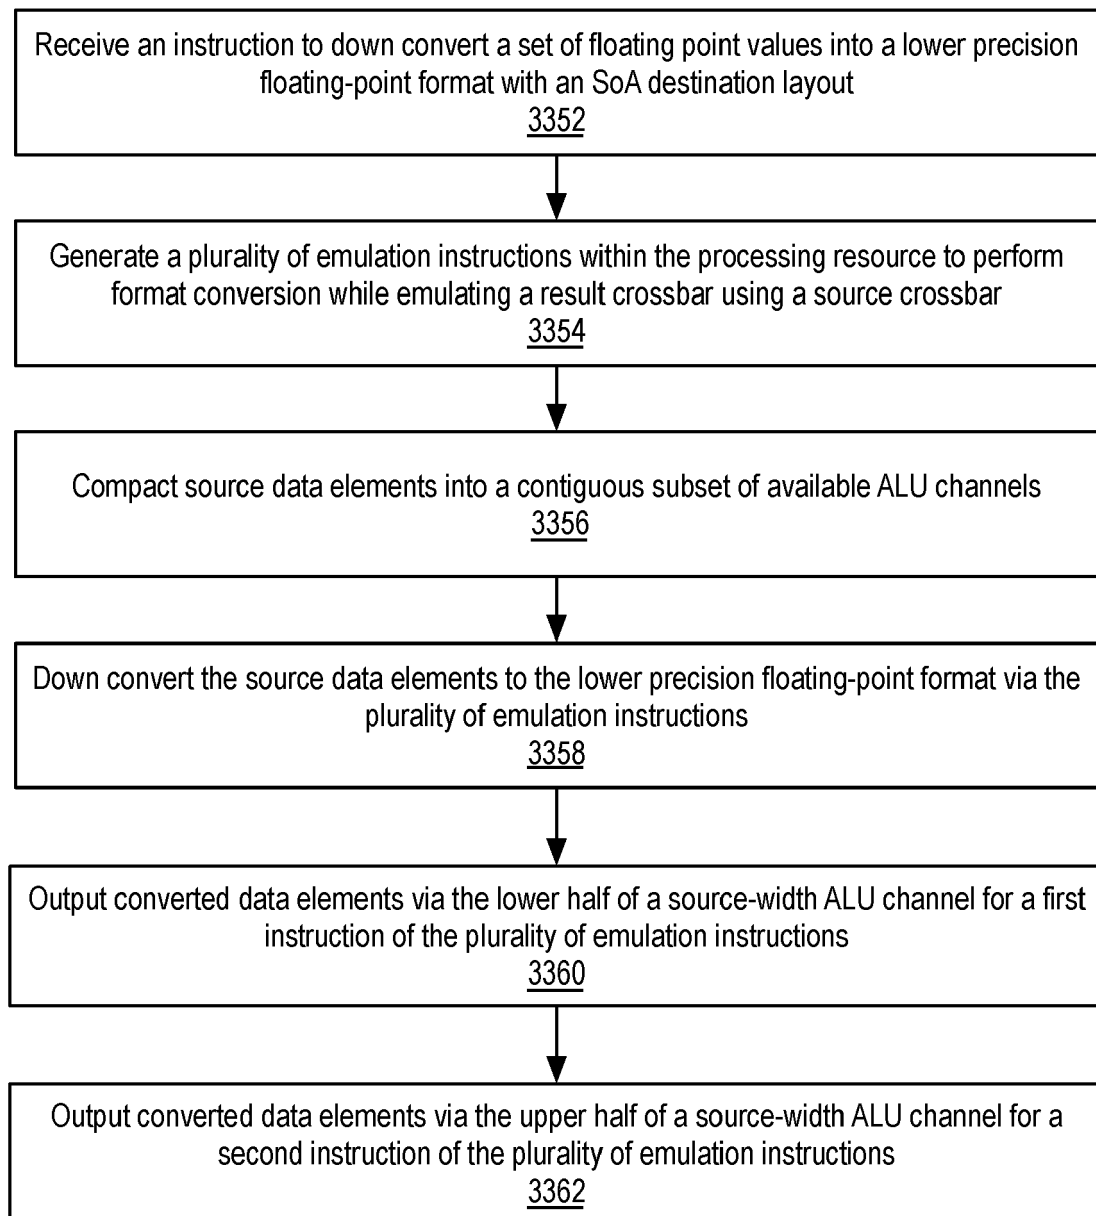 Receive an instruction to down convert a set of floating point values into a lower precision
floating-point format with an SoA destination layout
3352
Generate a plurality of emulation instructions within the processing resource to perform
format conversion while emulating a result crossbar using a source crossbar
3354
Compact source data elements into a contiguous subset of available ALU channels
3356
Down convert the source data elements to the lower precision floating-point format via the
plurality of emulation instructions
3358
Output converted data elements via the lower half of a source-width ALU channel for a first
instruction of the plurality of emulation instructions
3360
Output converted data elements via the upper half of a source-width ALU channel for a
second instruction of the plurality of emulation instructions
3362